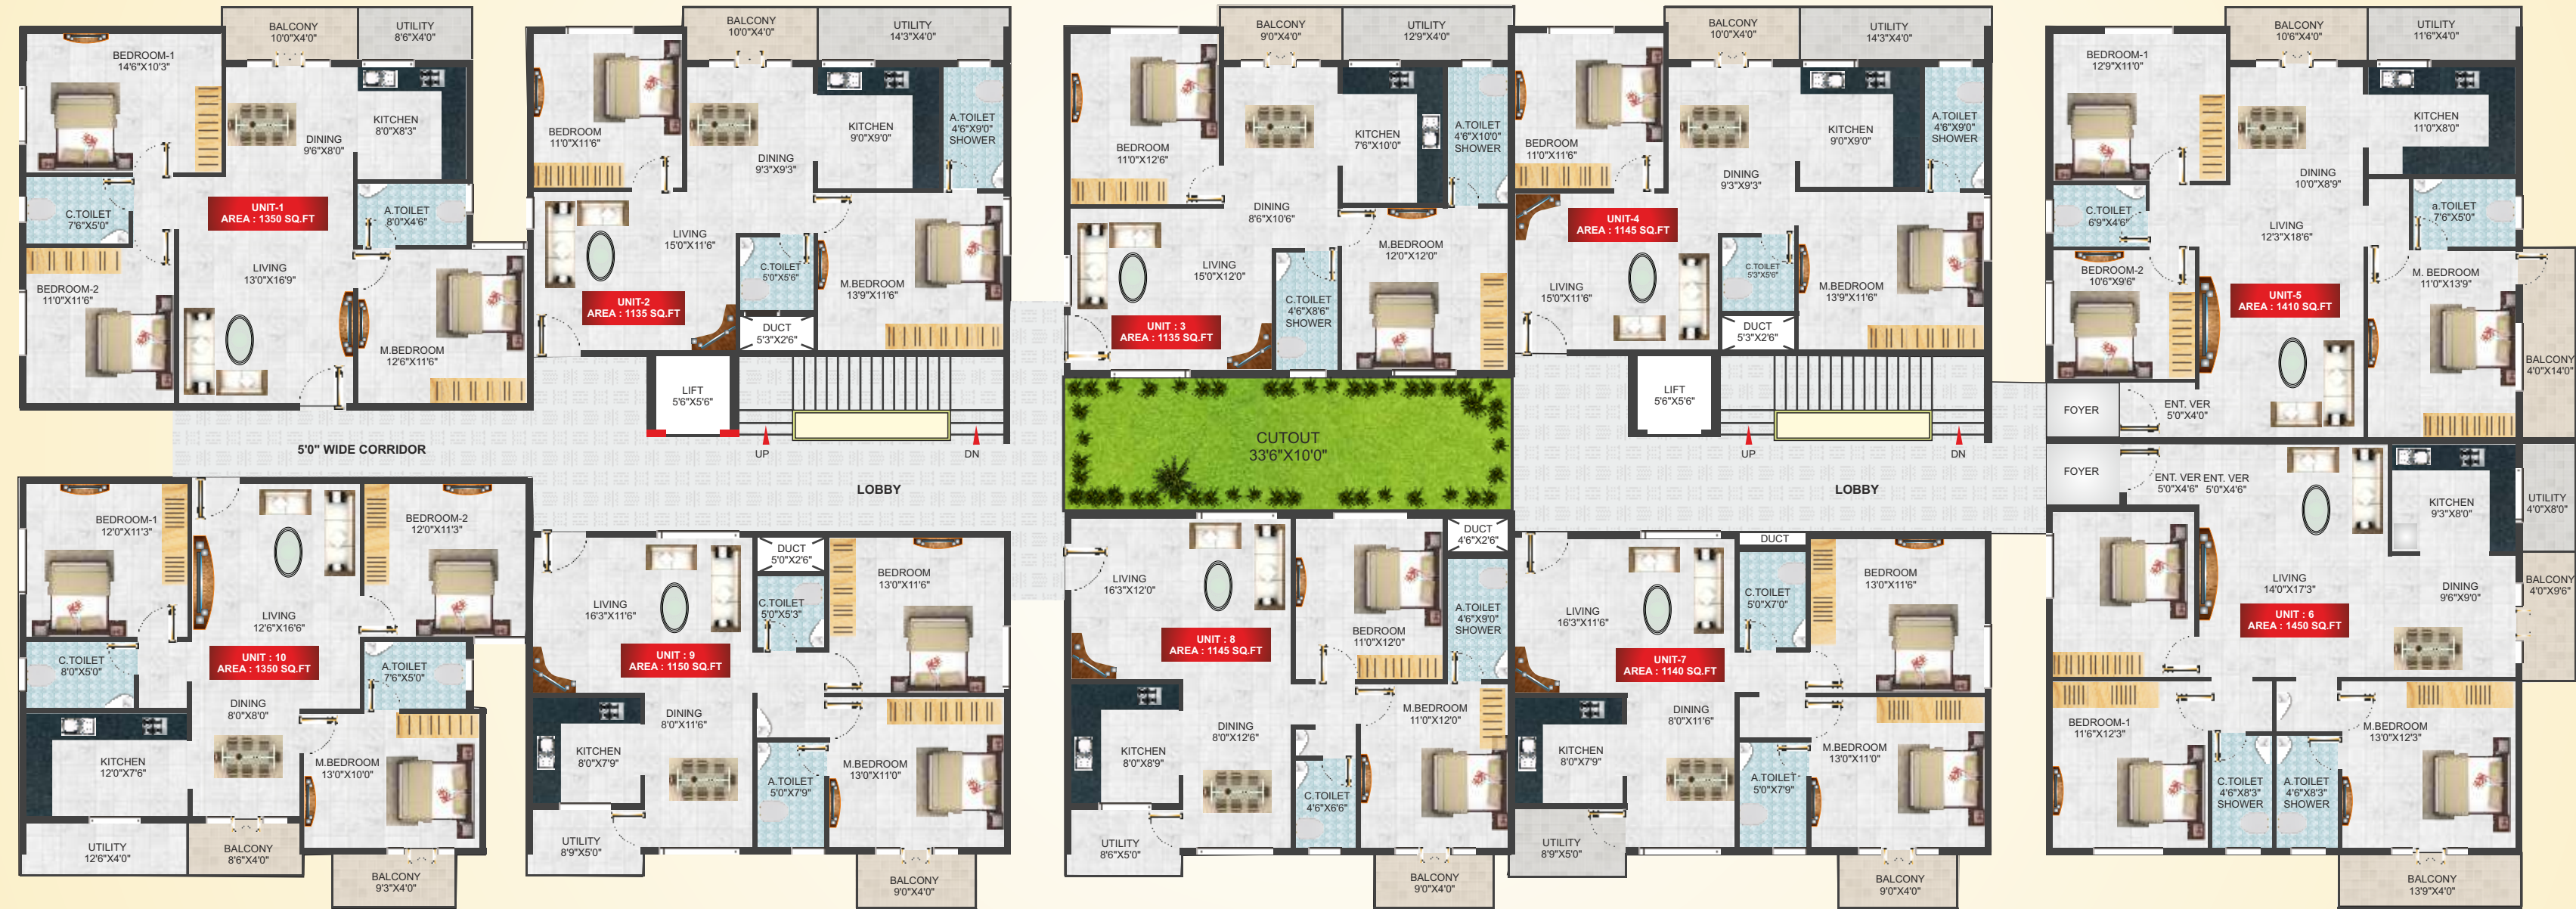 BEDROOM-1
14'6"X10'3"
BALCONY
10'0"X4'0"
UTILITY
8'6"X4'0"
KITCHEN
8'0"X8'3"
DINING
9'6"X8'0"
UNIT-1
AREA : 1350 SQ.FT
C.TOILET
7'6"X5'0"
A.TOILET
8'0"X4'6"
LIVING
13'0"X16'9"
BEDROOM-2
11'0"X11'6"
M.BEDROOM
12'6"X11'6"
BALCONY
10'0"X4'0"
UTILITY
14'3"X4'0"
BEDROOM
11'0"X11'6"
DINING
9'3"X9'3"
KITCHEN
9'0"X9'0"
A.TOILET
4'6"X9'0"
SHOWER
LIVING
15'0"X11'6"
C.TOILET
5'0"X5'6"
M.BEDROOM
13'9"X11'6"
UNIT-2
AREA : 1135 SQ.FT
DUCT
5'3"X2'6"
LIFT
5'6"X5'6"
UP
DN
5'0" WIDE CORRIDOR
LOBBY
BALCONY
9'0"X4'0"
UTILITY
12'9"X4'0"
BEDROOM
11'0"X12'6"
KITCHEN
7'6"X10'0"
A.TOILET
4'6"X10'0"
SHOWER
DINING
8'6"X10'6"
LIVING
15'0"X12'0"
M.BEDROOM
12'0"X12'0"
C.TOILET
4'6"X8'6"
SHOWER
UNIT : 3
AREA : 1135 SQ.FT
CUTOUT
33'6"X10'0"
BALCONY
10'0"X4'0"
UTILITY
14'3"X4'0"
BEDROOM
11'0"X11'6"
DINING
9'3"X9'3"
KITCHEN
9'0"X9'0"
A.TOILET
4'6"X9'0"
SHOWER
UNIT-4
AREA : 1145 SQ.FT
LIVING
15'0"X11'6"
C.TOILET
5'3"X5'6"
M.BEDROOM
13'9"X11'6"
DUCT
5'3"X2'6"
LIFT
5'6"X5'6"
UP
DN
LOBBY
BEDROOM-1
12'9"X11'0"
BALCONY
10'6"X4'0"
UTILITY
11'6"X4'0"
KITCHEN
11'0"X8'0"
DINING
10'0"X8'9"
C.TOILET
6'9"X4'6"
a.TOILET
7'6"X5'0"
LIVING
12'3"X18'6"
BEDROOM-2
10'6"X9'6"
M. BEDROOM
11'0"X13'9"
UNIT-5
AREA : 1410 SQ.FT
BALCONY
4'0"X14'0"
FOYER
ENT. VER
5'0"X4'0"
FOYER
ENT. VER
5'0"X4'6"
ENT. VER
5'0"X4'6"
KITCHEN
9'3"X8'0"
UTILITY
4'0"X8'0"
LIVING
14'0"X17'3"
DINING
9'6"X9'0"
BALCONY
4'0"X9'6"
UNIT : 6
AREA : 1450 SQ.FT
BEDROOM-1
11'6"X12'3"
M.BEDROOM
13'0"X12'3"
C.TOILET
4'6"X8'3"
SHOWER
A.TOILET
4'6"X8'3"
SHOWER
BALCONY
13'9"X4'0"
BEDROOM-1
12'0"X11'3"
BEDROOM-2
12'0"X11'3"
LIVING
12'6"X16'6"
UNIT : 10
AREA : 1350 SQ.FT
C.TOILET
8'0"X5'0"
A.TOILET
7'6"X5'0"
DINING
8'0"X8'0"
KITCHEN
12'0"X7'6"
M.BEDROOM
13'0"X10'0"
UTILITY
12'6"X4'0"
BALCONY
8'6"X4'0"
BALCONY
9'3"X4'0"
DUCT
5'0"X2'6"
BEDROOM
13'0"X11'6"
LIVING
16'3"X11'6"
C.TOILET
5'0"X5'3"
UNIT : 9
AREA : 1150 SQ.FT
DINING
8'0"X11'6"
KITCHEN
8'0"X7'9"
A.TOILET
5'0"X7'9"
M.BEDROOM
13'0"X11'0"
UTILITY
8'9"X5'0"
BALCONY
9'0"X4'0"
LIVING
16'3"X12'0"
DUCT
4'6"X2'6"
BEDROOM
11'0"X12'0"
A.TOILET
4'6"X9'0"
SHOWER
UNIT : 8
AREA : 1145 SQ.FT
M.BEDROOM
11'0"X12'0"
DINING
8'0"X12'6"
KITCHEN
8'0"X8'9"
C.TOILET
4'6"X6'6"
UTILITY
8'6"X5'0"
BALCONY
9'0"X4'0"
DUCT
BEDROOM
13'0"X11'6"
LIVING
16'3"X11'6"
C.TOILET
5'0"X7'0"
UNIT-7
AREA : 1140 SQ.FT
DINING
8'0"X11'6"
KITCHEN
8'0"X7'9"
A.TOILET
5'0"X7'9"
M.BEDROOM
13'0"X11'0"
UTILITY
8'9"X5'0"
BALCONY
9'0"X4'0"